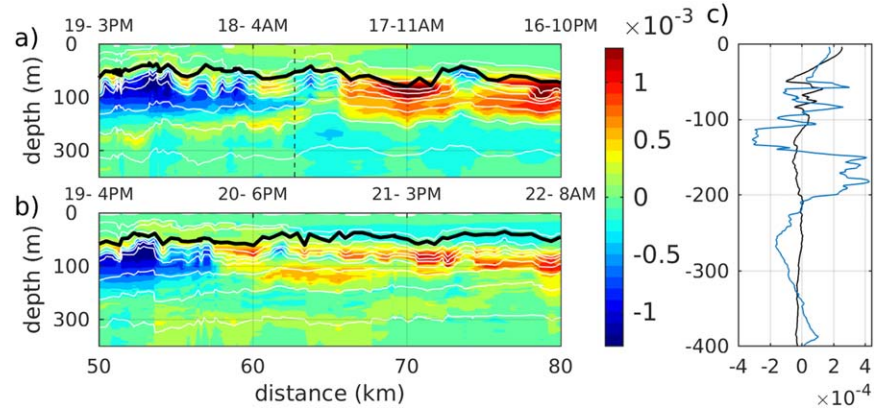 19- 3PM 18- 4AM 17-11AM 16-10PM ×10⁻³ c)
a)
0
100
300
depth (m)
19- 4PM 20- 6PM 21- 3PM 22- 8AM
b)
0
100
300
depth (m)
50 60 70 80
distance (km)
1
0.5
0
-0.5
-1
0
-100
-200
-300
-400
-4 -2 0 2 4
×10⁻⁴